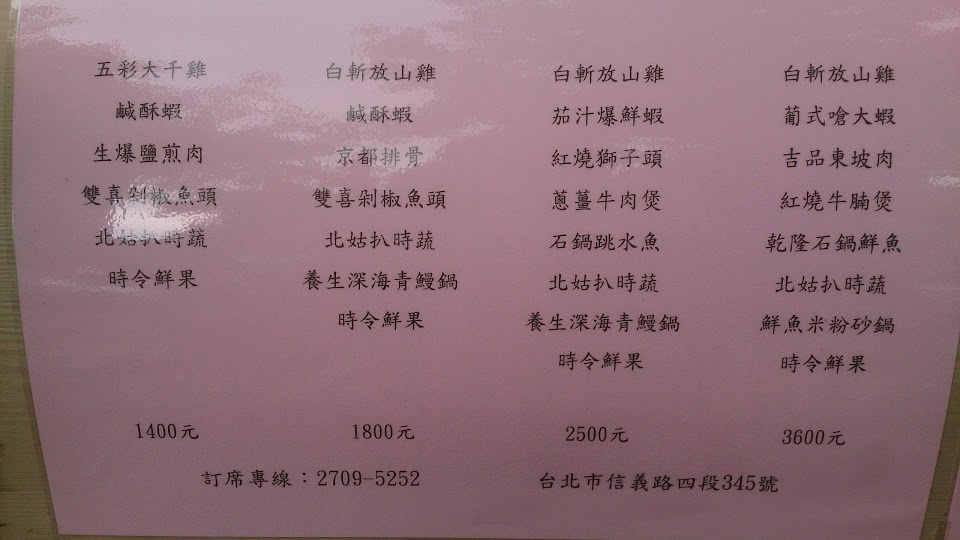 五彩大千雞
鹹酥蝦
生爆鹽煎肉
雙喜剁椒魚頭
北姑扒時蔬
時令鮮果
1400元
白斬放山雞
鹹酥蝦
京都排骨
雙喜剁椒魚頭
北姑扒時蔬
養生深海青鰻鍋
時令鮮果
1800元
白斬放山雞
茄汁爆鮮蝦
紅燒獅子頭
蔥薑牛肉煲
石鍋跳水魚
北姑扒時蔬
養生深海青鰻鍋
時令鮮果
2500元
白斬放山雞
葡式嗆大蝦
吉品東坡肉
紅燒牛腩煲
乾隆石鍋鮮魚
北姑扒時蔬
鮮魚米粉砂鍋
時令鮮果
3600元
訂席專線：2709-5252
台北市信義路四段345號